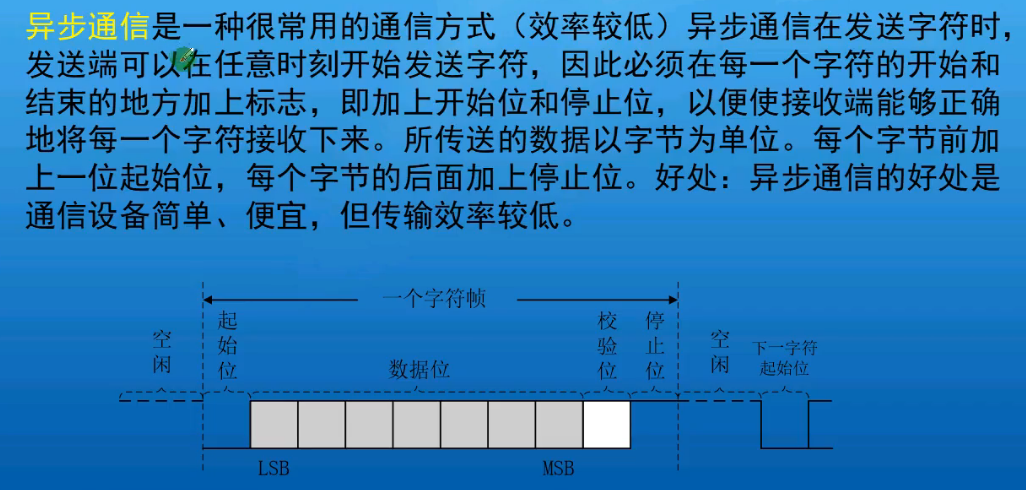 异步通信是一种很常用的通信方式（效率较低）异步通信在发送字符时，
发送端可以在任意时刻开始发送字符，因此必须在每一个字符的开始和
结束的地方加上标志，即加上开始位和停止位，以便使接收端能够正确
地将每一个字符接收下来。所传送的数据以字节为单位。每个字节前加
上一位起始位，每个字节的后面加上停止位。好处：异步通信的好处是
通信设备简单、便宜，但传输效率较低。
一个字符帧
空闲
起始位
数据位
校验位
停止位
空闲
下一字符
起始位
LSB
MSB